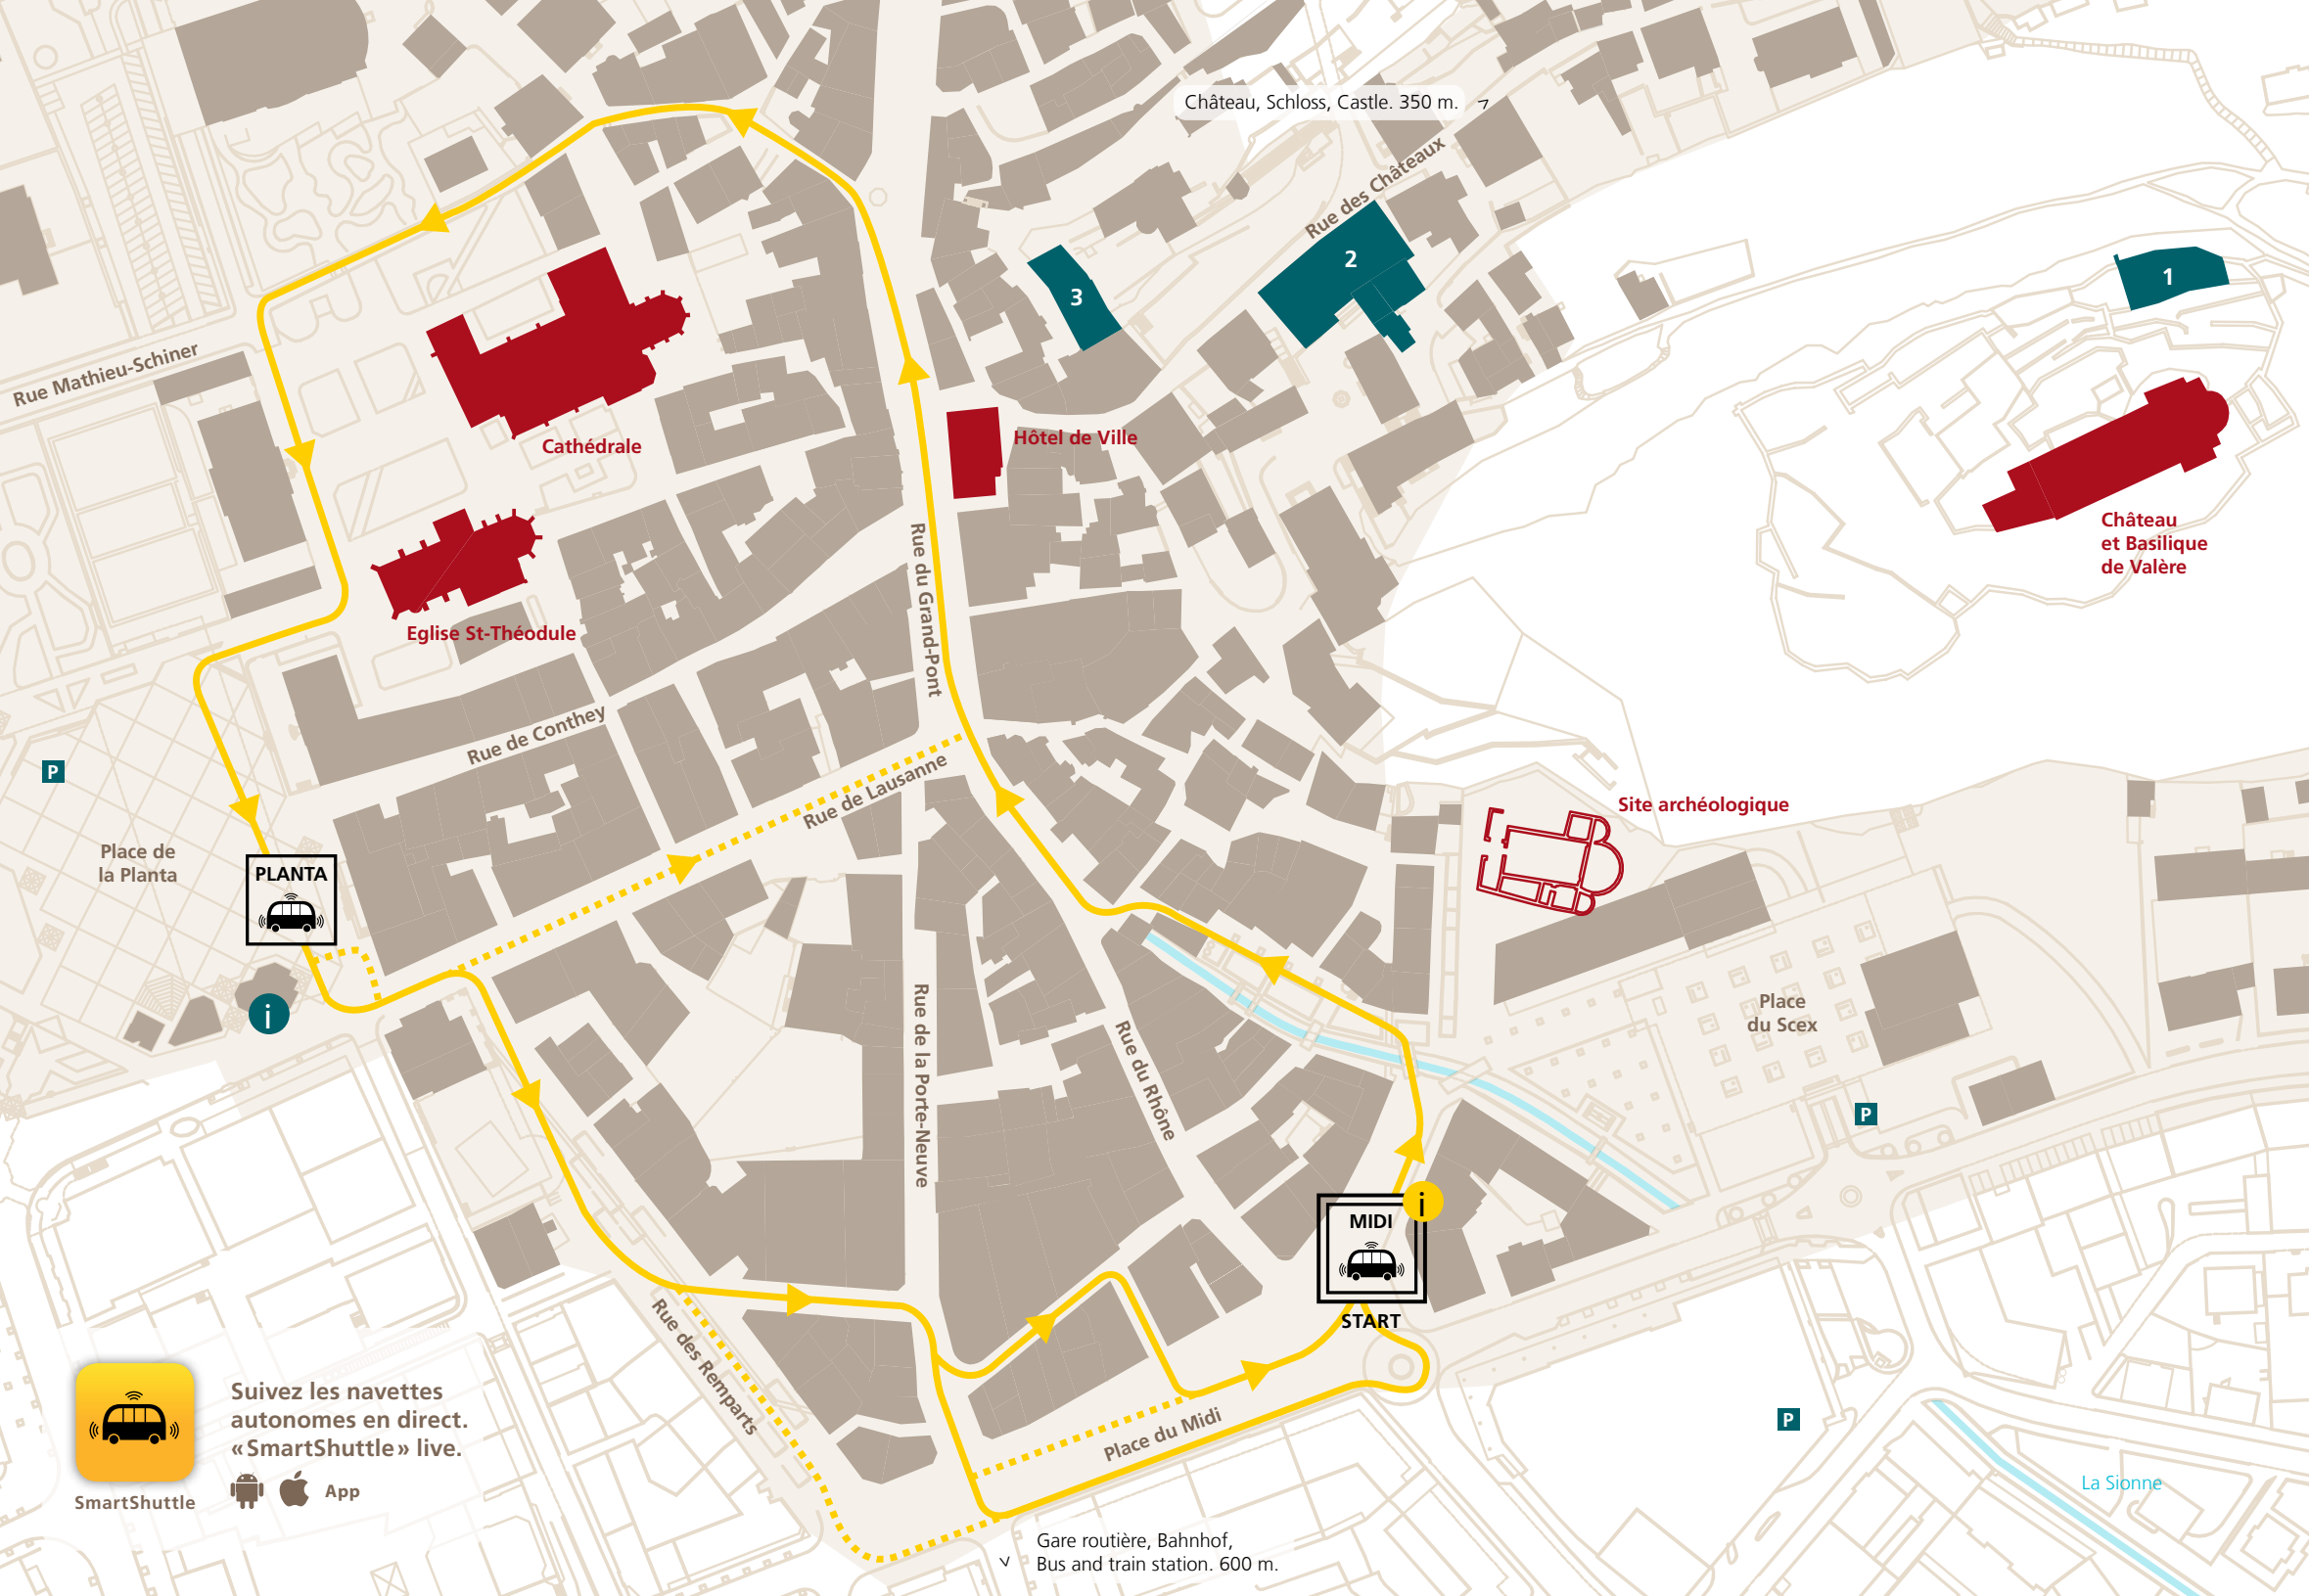 Château, Schloss, Castle. 350 m.
Rue des Châteaux
2
1
3
Rue Mathieu-Schiner
Cathédrale
Hôtel de Ville
Château
et Basilique
de Valère
Rue du Grand-Pont
Eglise St-Théodule
Rue de Conthey
P
Rue de Lausanne
Site archéologique
Place de
la Planta
PLANTA
i
Rue de la Porte-Neuve
Rue du Rhône
Place
du Scex
P
i
MIDI
START
Rue des Remparts
Place du Midi
P
Suivez les navettes
autonomes en direct.
«SmartShuttle» live.
App
SmartShuttle
La Sionne
Gare routière, Bahnhof,
Bus and train station. 600 m.